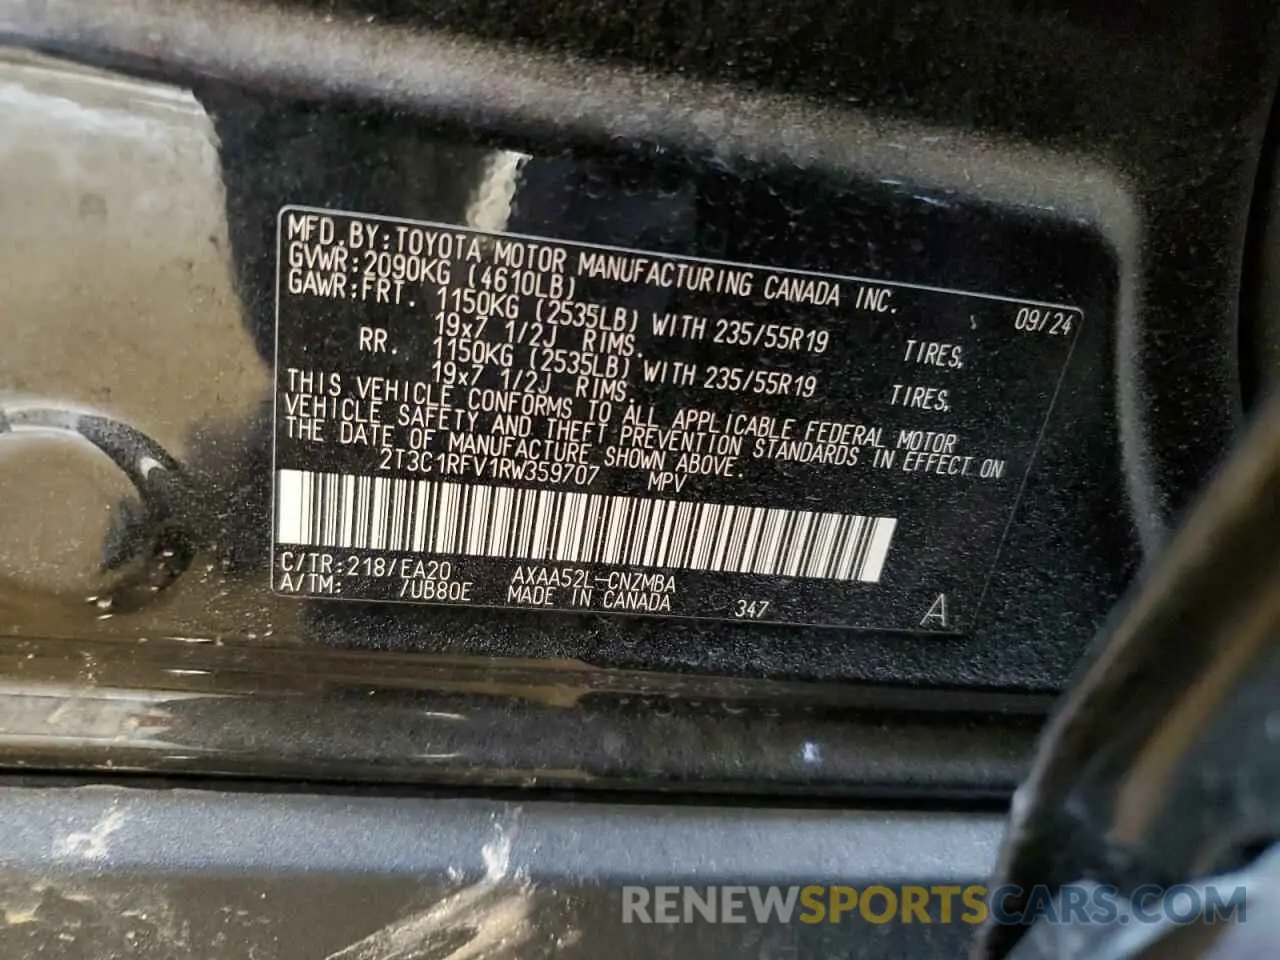 MFD.BY:TOYOTA MOTOR MANUFACTURING CANADA INC.
GVWR:2090KG (4610LB) 09/24
GAWR:FRT. 1150KG (2535LB) WITH 235/55R19 TIRES,
19x7 1/2J RIMS.
RR. 1150KG (2535LB) WITH 235/55R19 TIRES,
19x7 1/2J RIMS.
THIS VEHICLE CONFORMS TO ALL APPLICABLE FEDERAL MOTOR
VEHICLE SAFETY AND THEFT PREVENTION STANDARDS IN EFFECT ON
THE DATE OF MANUFACTURE SHOWN ABOVE.
2T3C1RFV1RW359707 MPV
C/TR:218/EA20 AXAA52L-CNZMBA
A/TM: /UB80E MADE IN CANADA 347 A
RENEWSPORTSCARS.COM